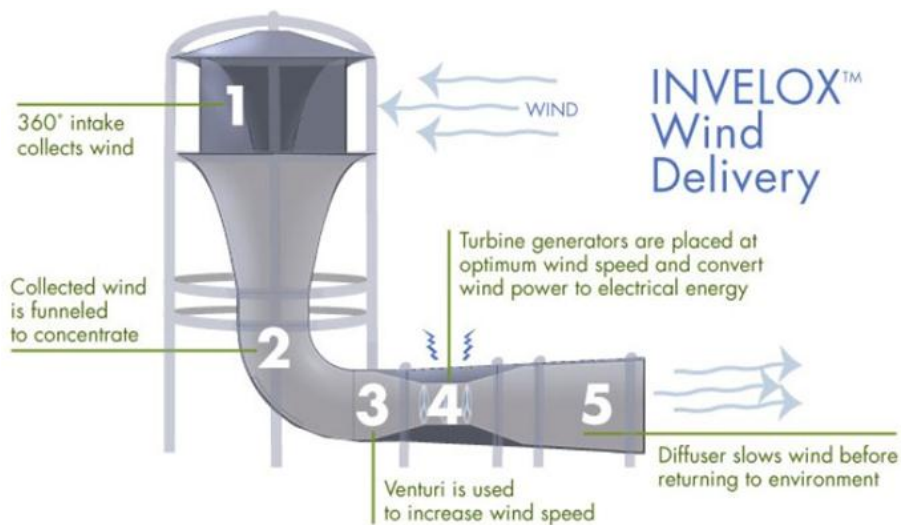 INVELOX™
Wind
Delivery
WIND
1
360° intake
collects wind
Turbine generators are placed at
optimum wind speed and convert
wind power to electrical energy
Collected wind
is funneled
to concentrate
2
3
4
5
Diffuser slows wind before
returning to environment
Venturi is used
to increase wind speed